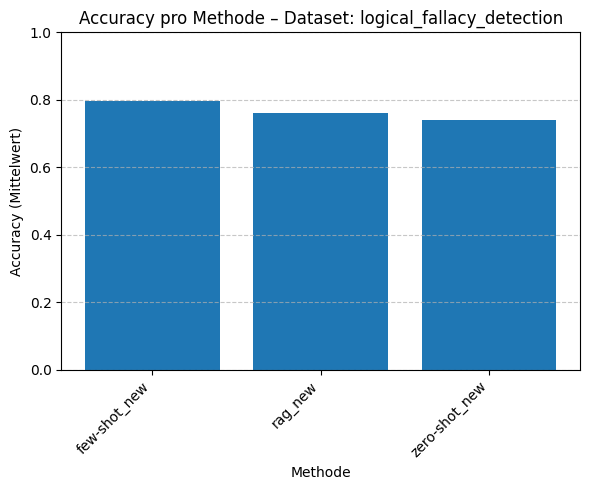 Accuracy pro Methode – Dataset: logical_fallacy_detection
Accuracy (Mittelwert)
1.0
0.8
0.6
0.4
0.2
0.0
few-shot_new
rag_new
zero-shot_new
Methode